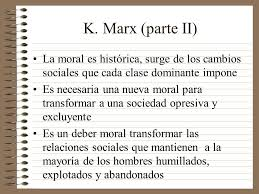 K. Marx (parte II)
• La moral es histórica, surge de los cambios
sociales que cada clase dominante impone
• Es necesaria una nueva moral para
transformar a una sociedad opresiva y
excluyente
• Es un deber moral transformar las
relaciones sociales que mantienen a la
mayoría de los hombres humillados,
explotados y abandonados